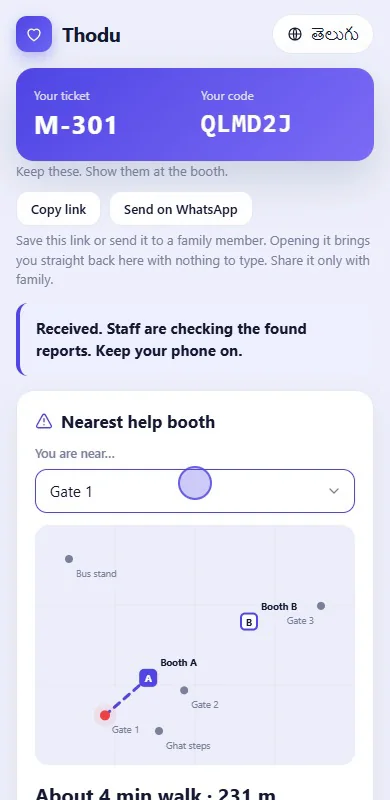 Thodu
తెలుగు
Your ticket
Your code
M-301
QLMD2J
Keep these. Show them at the booth.
Copy link
Send on WhatsApp
Save this link or send it to a family member. Opening it brings
you straight back here with nothing to type. Share it only with
family.
Received. Staff are checking the found
reports. Keep your phone on.
Nearest help booth
You are near...
Gate 1
Bus stand
Booth B
B
Gate 3
Booth A
A
Gate 2
Gate 1
Ghat steps
About 4 min walk · 231 m